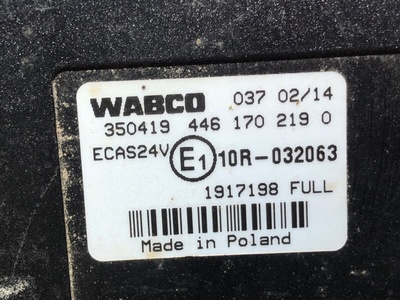 WABCO 037 02/14
350419 446 170 219 0
ECAS24V E1 10R-032063
1917198 FULL
Made in Poland